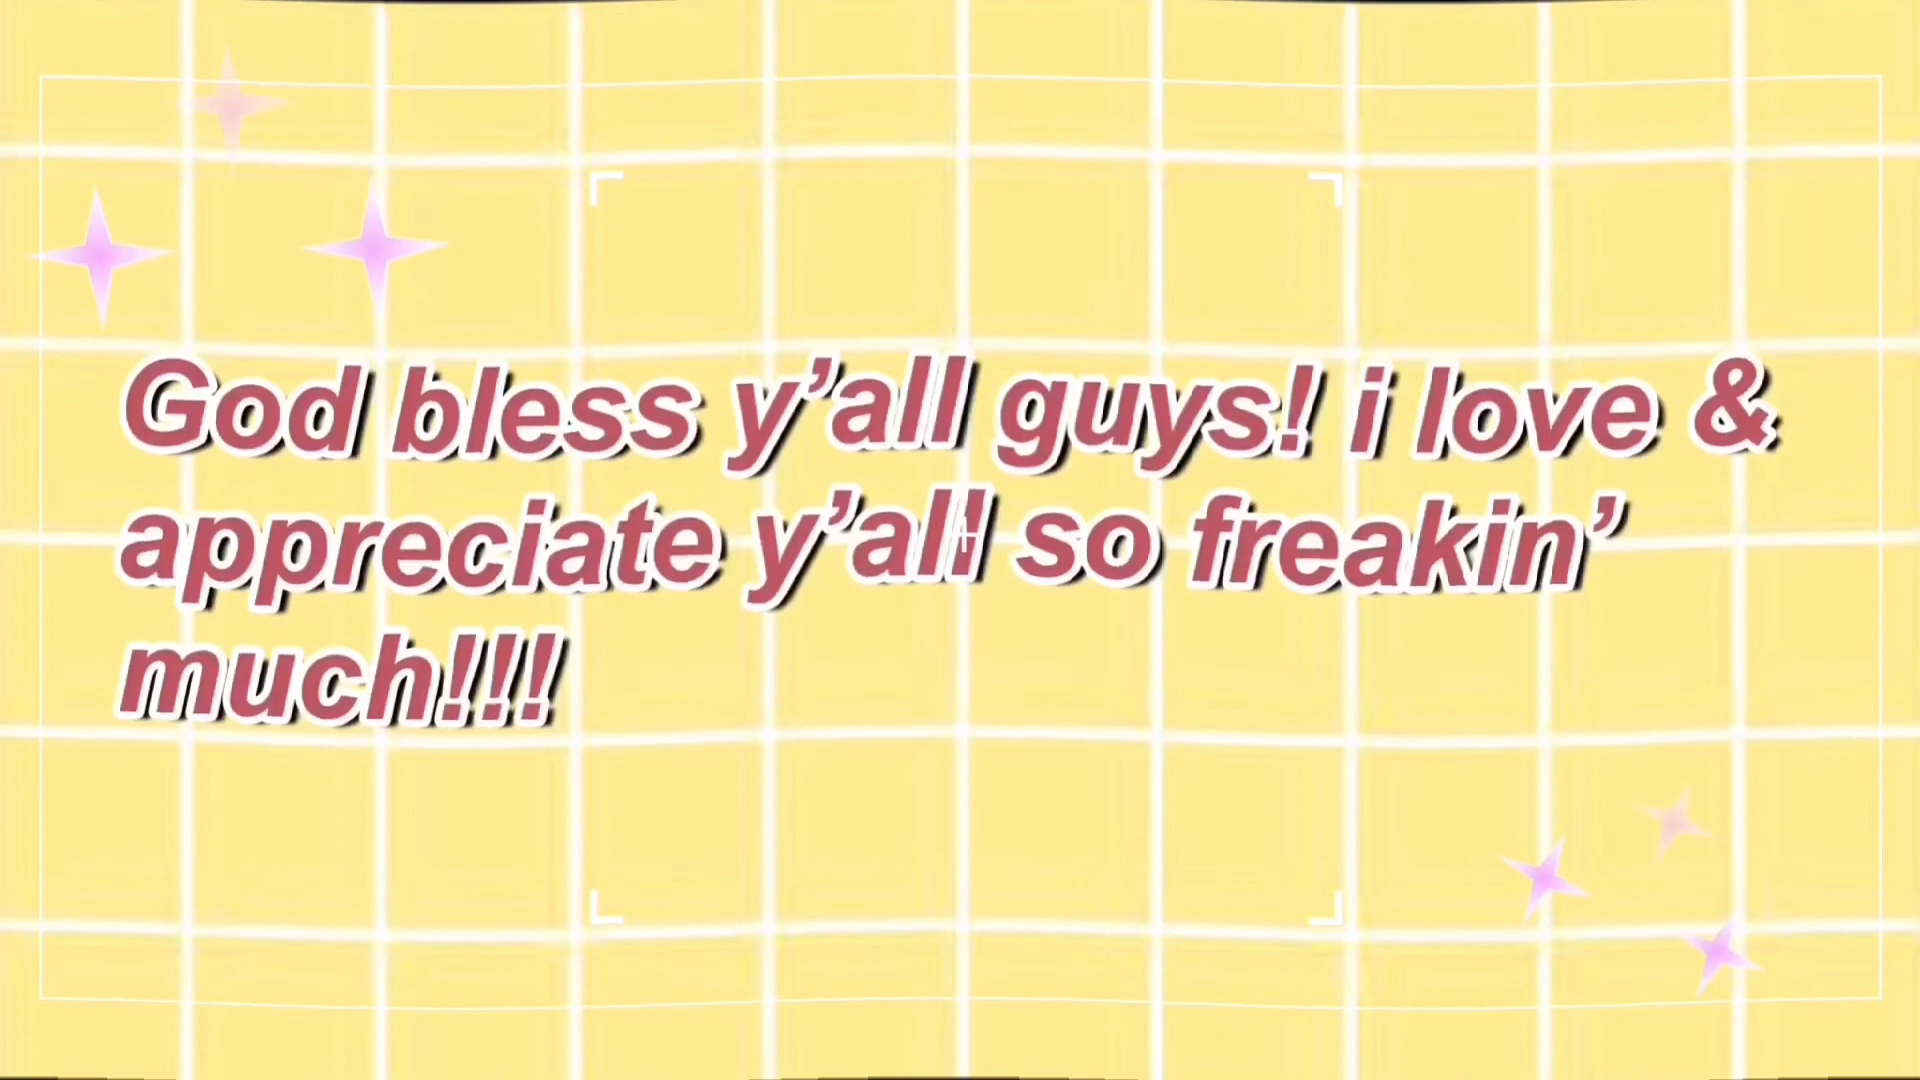 God bless y’all guys! i love &
appreciate y’all so freakin’
much!!!